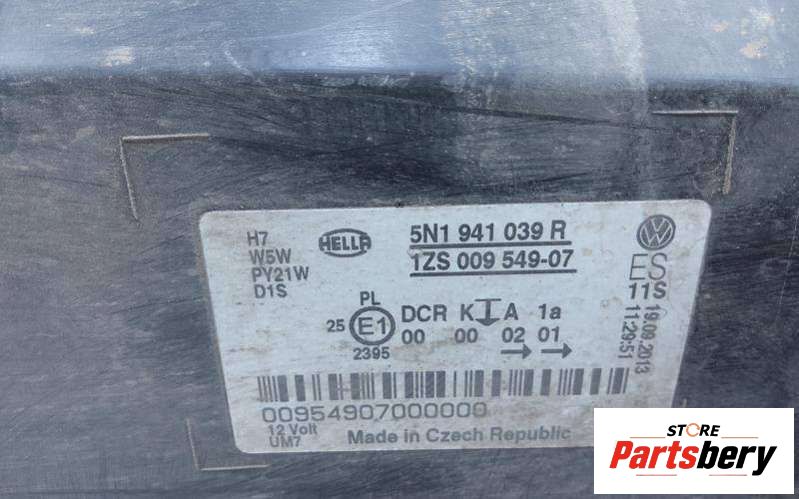 H7
W5W
PY21W
D1S
HELLA
5N1 941 039 R
1ZS 009 549-07
ES
11S
19.09.2013
11:29:51
PL
25 E1
2395
DCR K A 1a
00 00 02 01
00954907000000
12 Volt
UM7
Made in Czech Republic
STORE
Partsbery